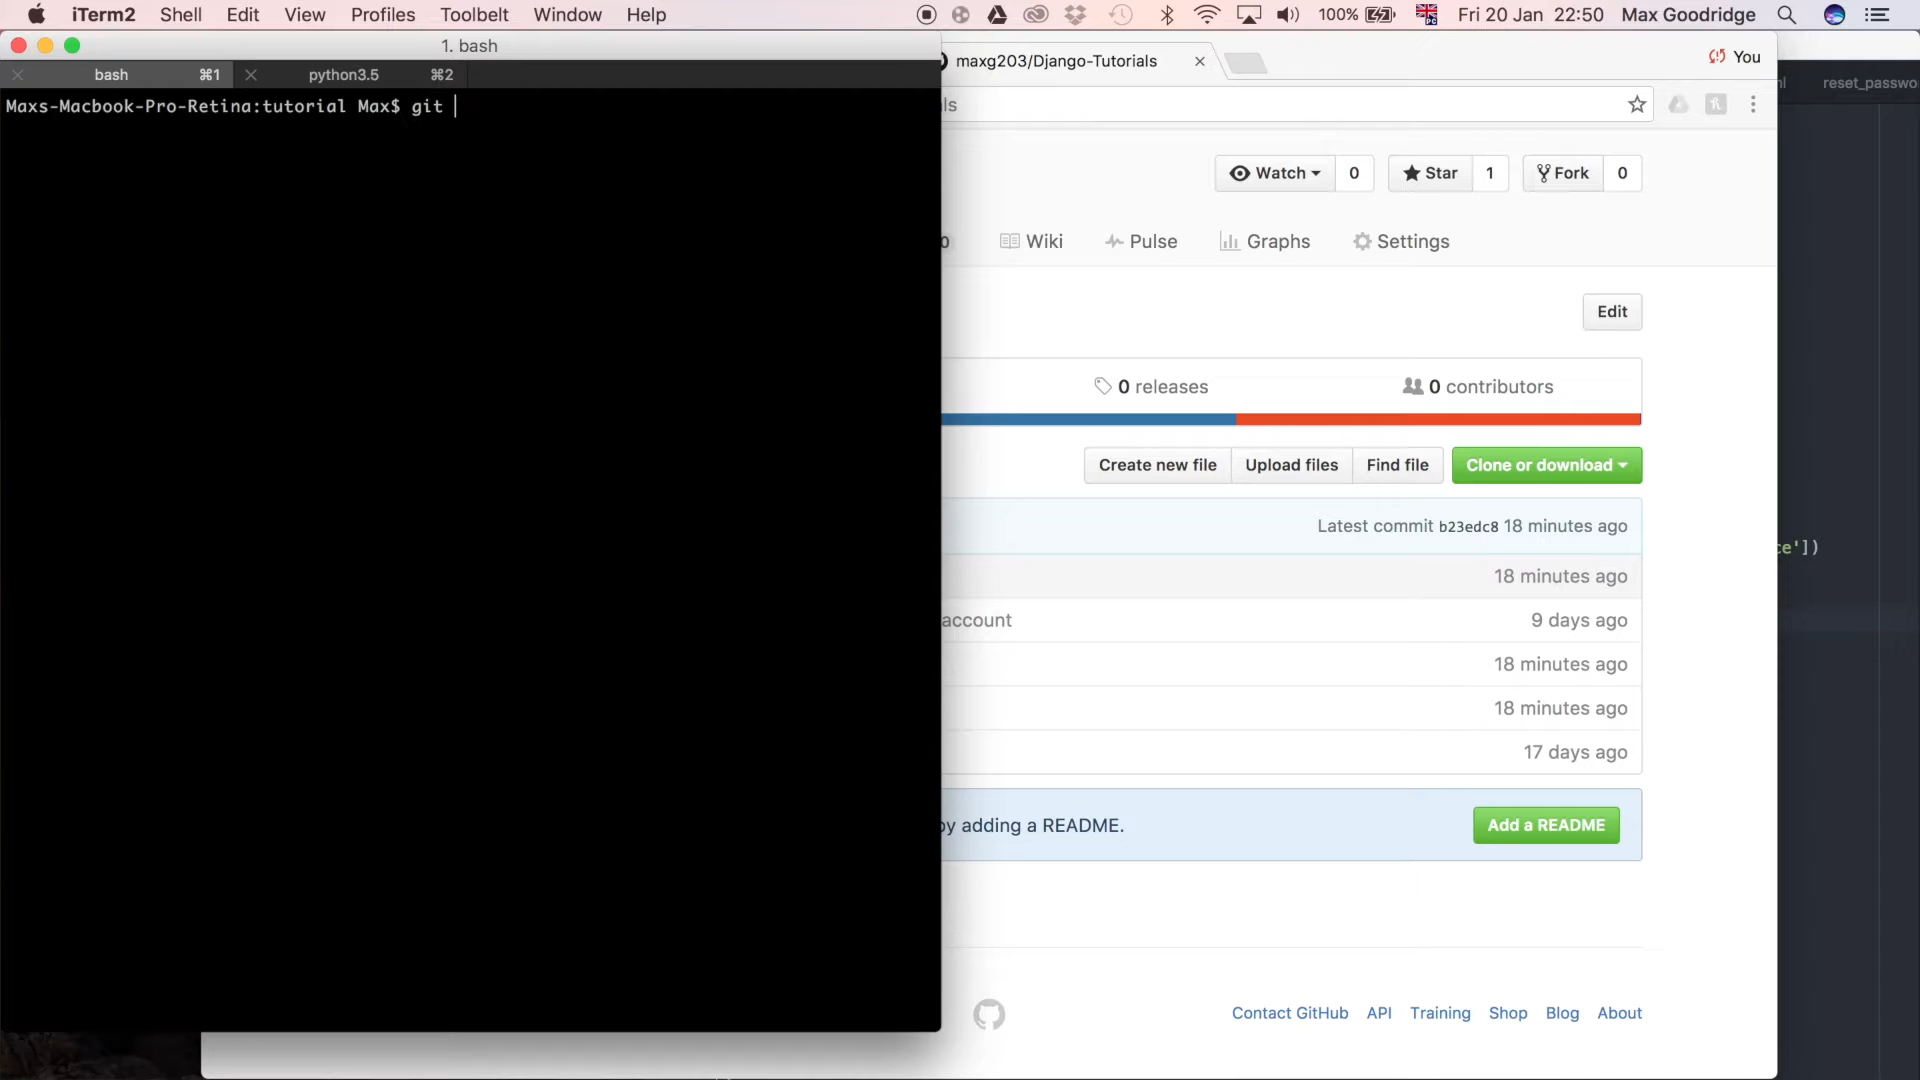 iTerm2 Shell Edit View Profiles Toolbelt Window Help 100% Fri 20 Jan 22:50 Max Goodridge
1. bash
bash ⌘1 python3.5 ⌘2
Maxs-Macbook-Pro-Retina:tutorial Max$ git
maxg203/Django-Tutorials You
ls
reset_passwo
Watch 0 Star 1 Fork 0
Wiki Pulse Graphs Settings
Edit
0 releases 0 contributors
Create new file Upload files Find file Clone or download
Latest commit b23edc8 18 minutes ago
ce'])
18 minutes ago
account 9 days ago
18 minutes ago
18 minutes ago
17 days ago
by adding a README. Add a README
Contact GitHub API Training Shop Blog About